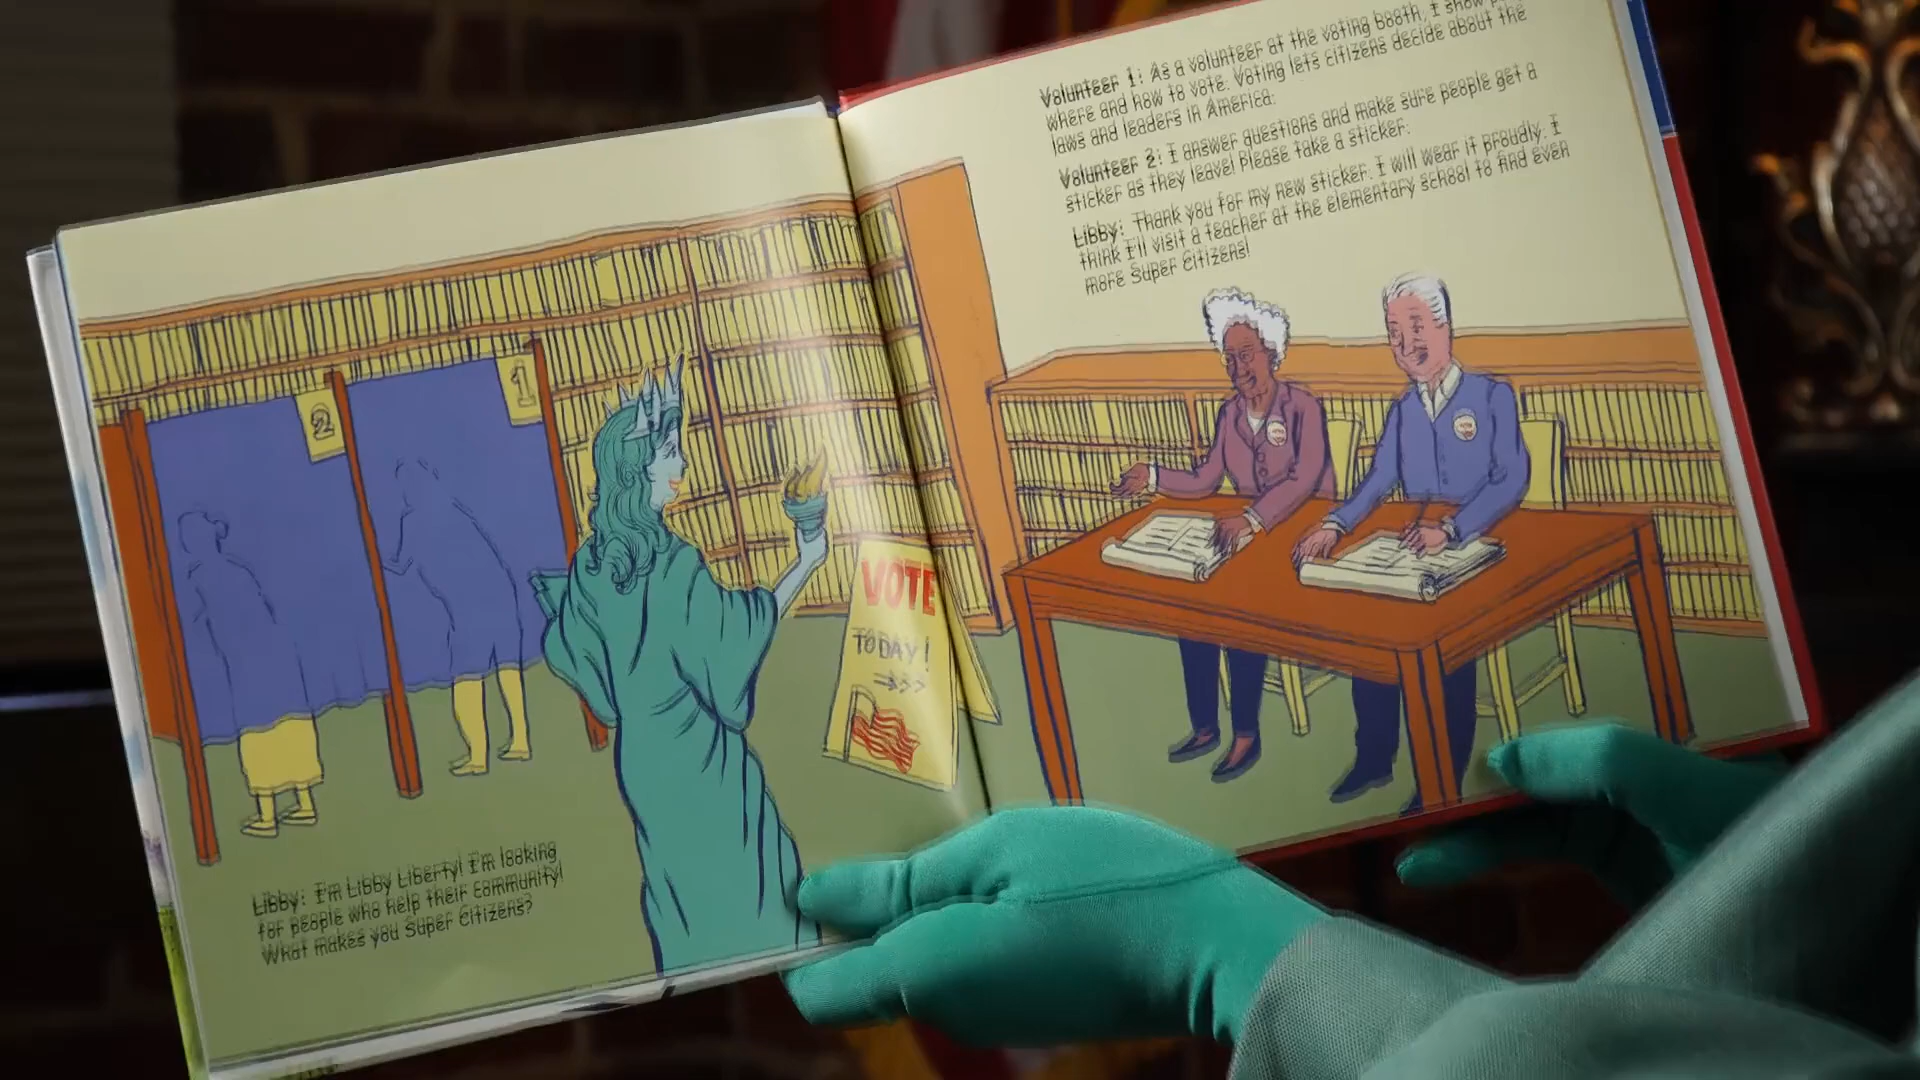 Volunteer 1: As a volunteer at the voting booth, I show
where and how to vote. Voting lets citizens decide about the
laws and leaders in America.
Volunteer 2: I answer questions and make sure people get a
sticker as they leave! Please take a sticker.
Libby: Thank you for my new sticker. I will wear it proudly. I
think I'll visit a teacher at the elementary school to find even
more Super Citizens!
2
1
VOTE
TODAY!
Libby: I'm Libby Liberty! I'm looking
for people who help their community!
What makes you Super Citizens?